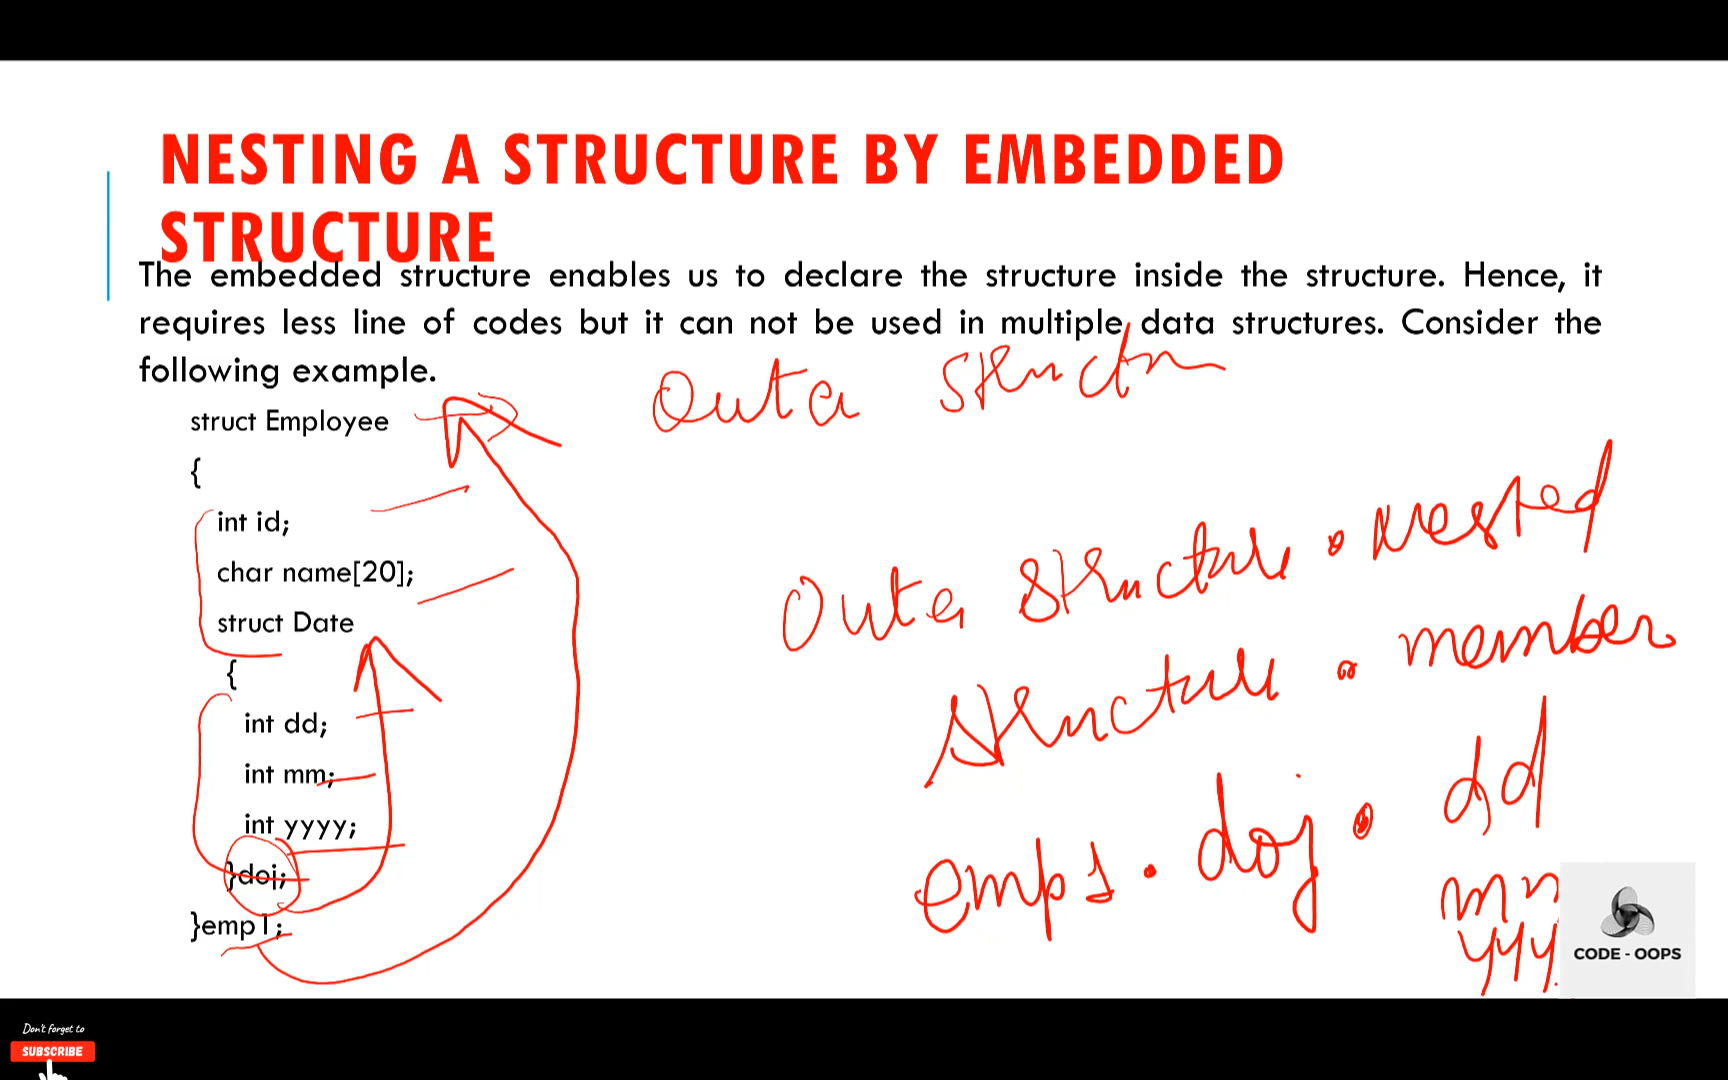 NESTING A STRUCTURE BY EMBEDDED
STRUCTURE
The embedded structure enables us to declare the structure inside the structure. Hence, it
requires less line of codes but it can not be used in multiple data structures. Consider the
following example.
struct Employee
{
int id;
char name[20];
struct Date
{
int dd;
int mm;
int yyyy;
}doj;
}emp1;
Outer
Outer Structure . nested
Structure . member
emp1 . doj . dd
CODE - OOPS
Don't forget to
SUBSCRIBE